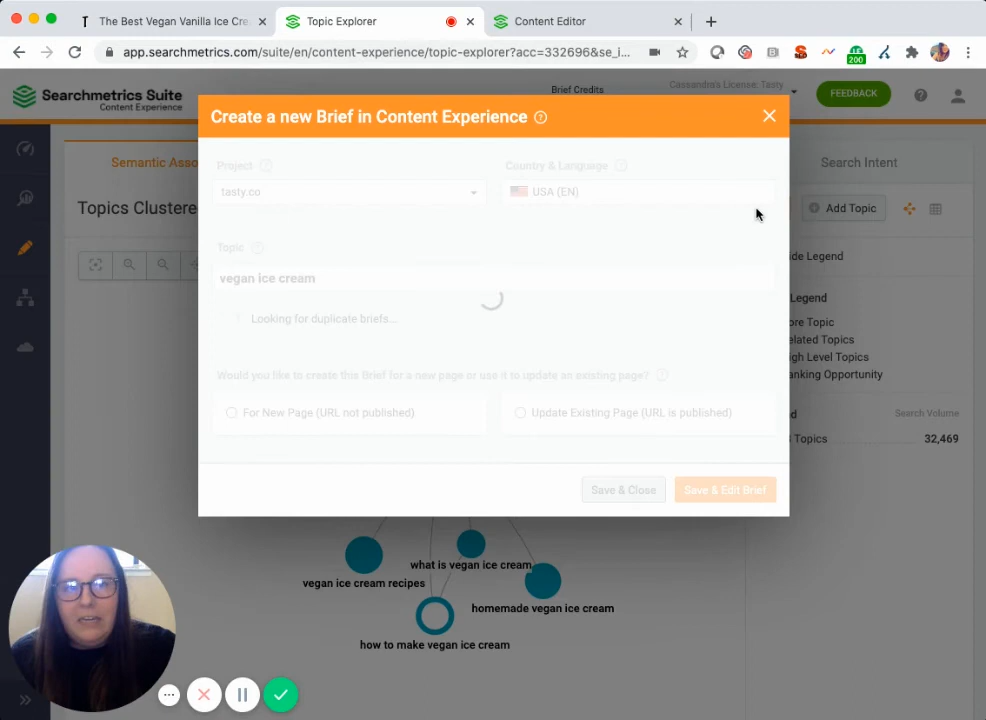 The Best Vegan Vanilla Ice Cre
Topic Explorer
Content Editor
app.searchmetrics.com/suite/en/content-experience/topic-explorer?acc=332696&se_i...
200
Searchmetrics Suite
Content Experience
Brief Credits
Cassandra's License: Tasty
FEEDBACK
Create a new Brief in Content Experience
Semantic Asso
Search Intent
Project
Country & Language
tasty.co
USA (EN)
Topics Clustere
Add Topic
Topic
ide Legend
vegan ice cream
Legend
Looking for duplicate briefs...
ore Topic
elated Topics
igh Level Topics
anking Opportunity
Would you like to create this Brief for a new page or use it to update an existing page?
For New Page (URL not published)
Update Existing Page (URL is published)
d
Search Volume
s Topics
32,469
Save & Close
Save & Edit Brief
what is vegan ice cream
vegan ice cream recipes
homemade vegan ice cream
how to make vegan ice cream